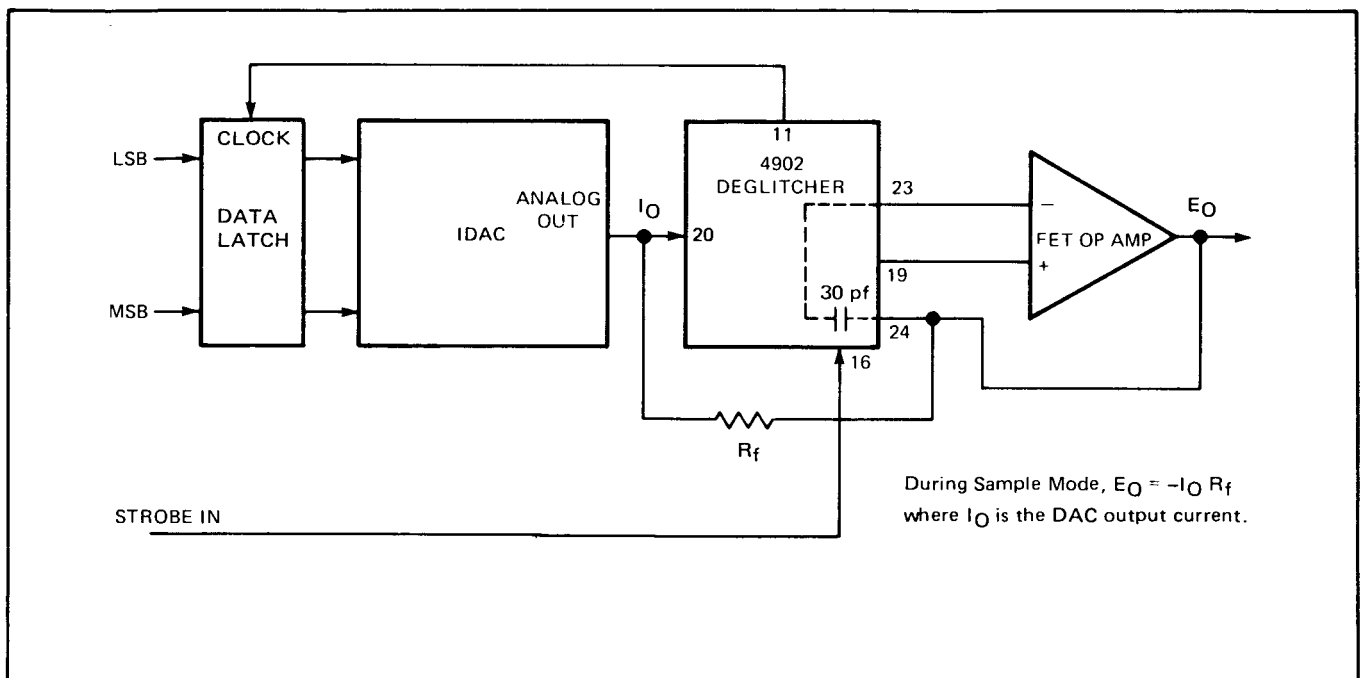 CLOCK
LSB
DATA
LATCH
MSB
IDAC
ANALOG
OUT
IO
20
11
4902
DEGLITCHER
23
19
30 pf
24
16
−
FET OP AMP
+
EO
Rf
STROBE IN
During Sample Mode, EO = -IO Rf
where IO is the DAC output current.